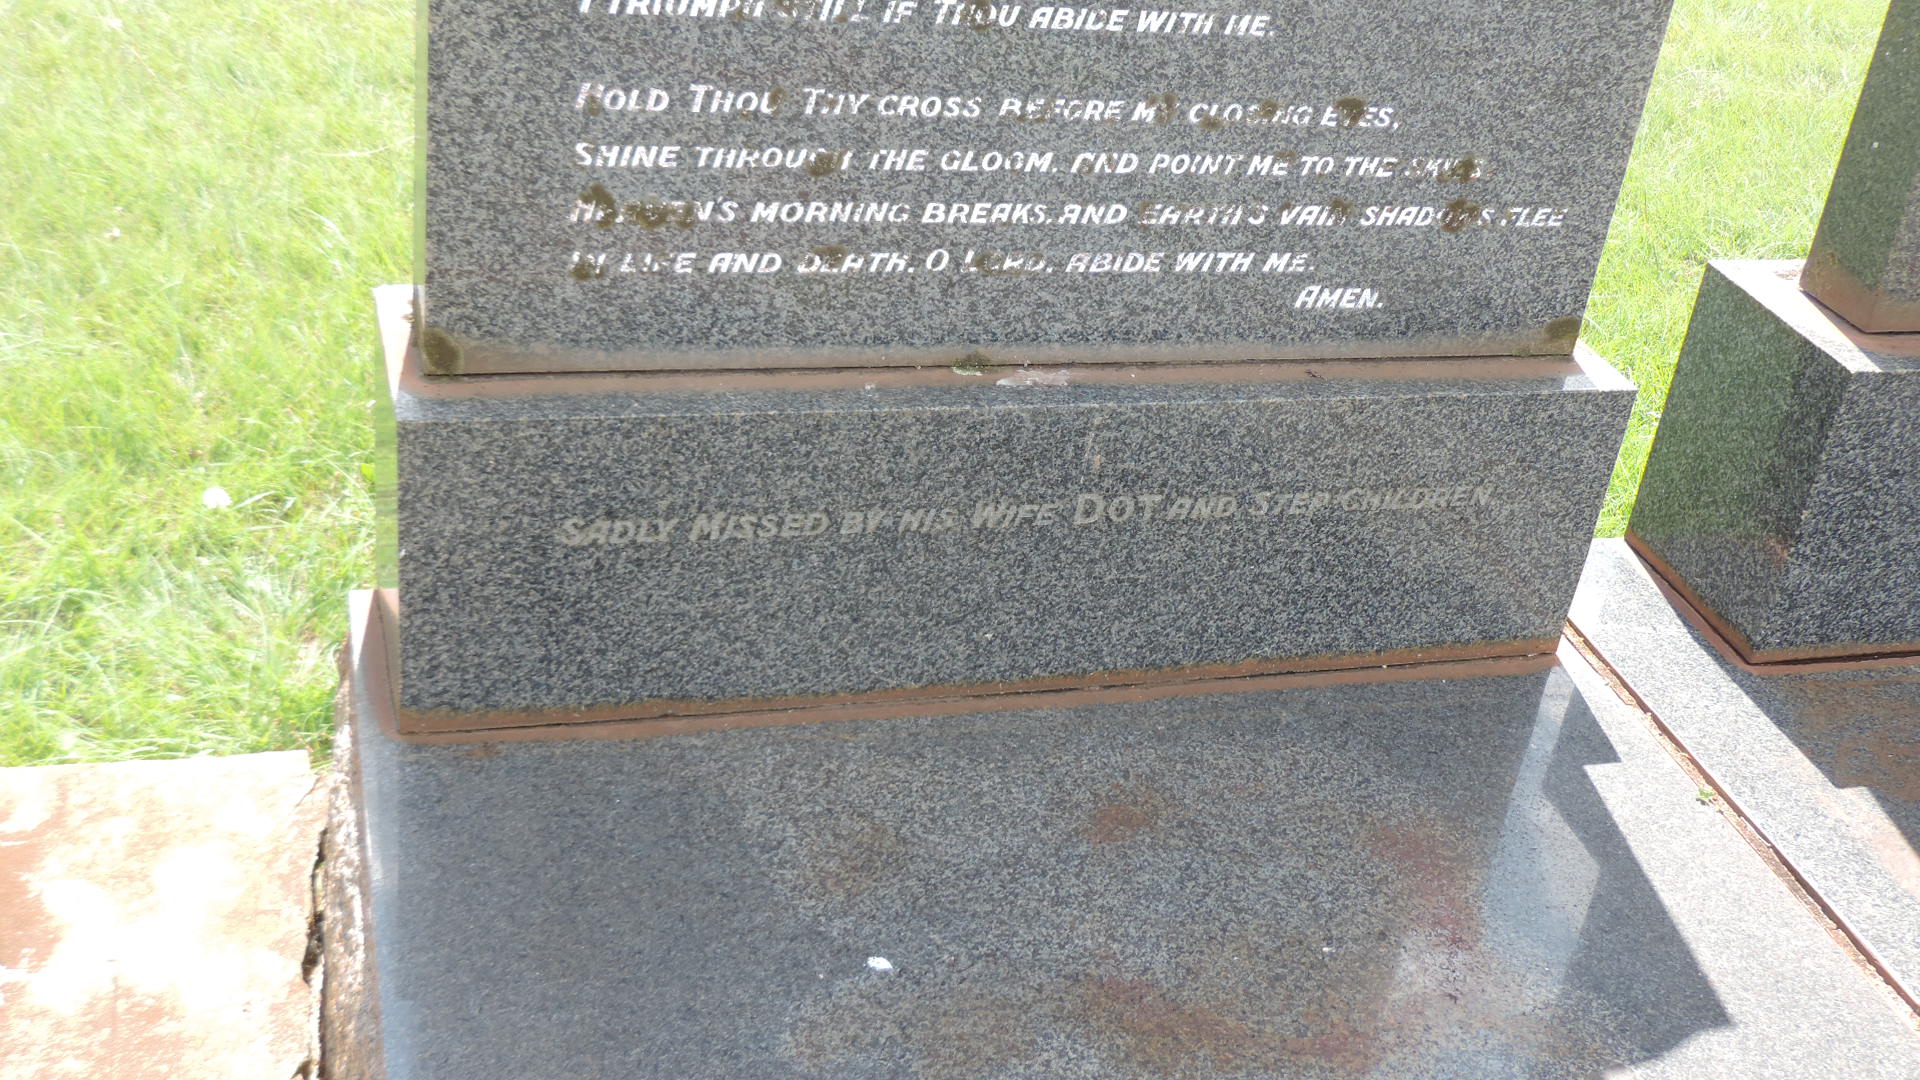 I TRIUMPH STILL IF THOU ABIDE WITH ME.
HOLD THOU THY CROSS BEFORE MY CLOSING EYES,
SHINE THROUGH THE GLOOM, AND POINT ME TO THE SKIES
HEAVEN'S MORNING BREAKS, AND EARTH'S VAIN SHADOWS FLEE
IN LIFE AND DEATH, O LORD, ABIDE WITH ME.
AMEN.
SADLY MISSED BY HIS WIFE DOT AND STEP-CHILDREN